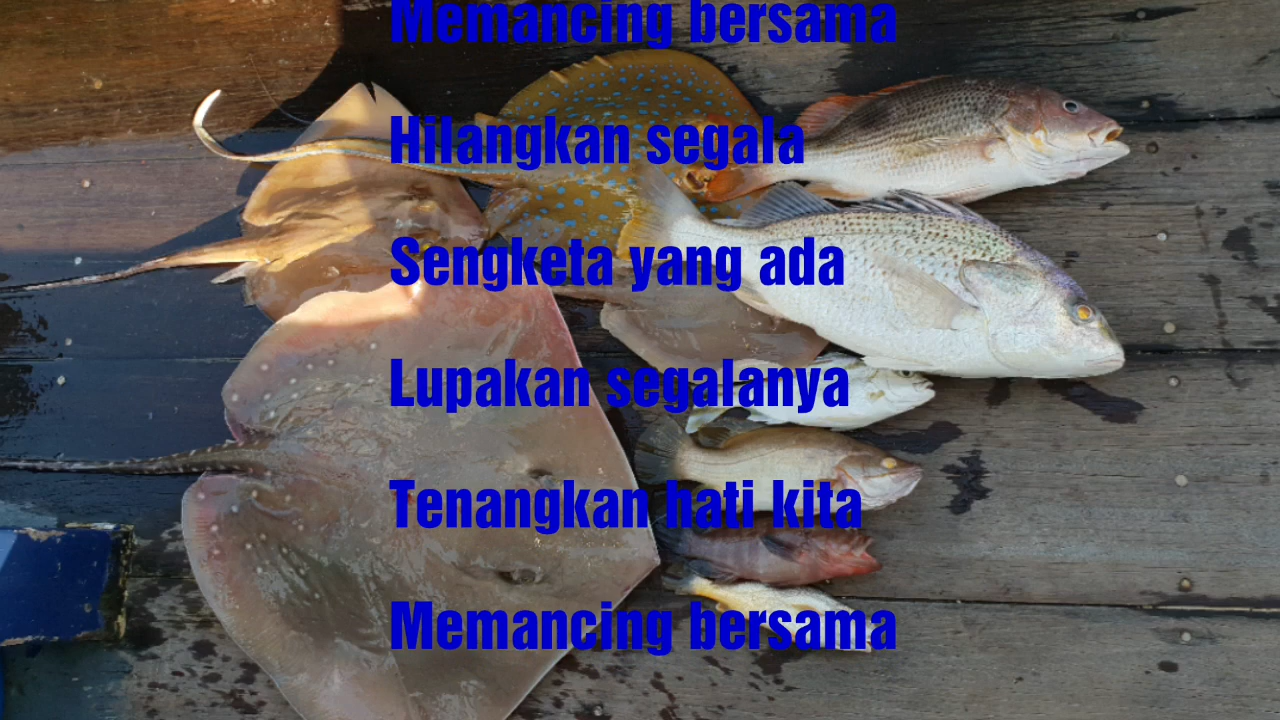 Memancing bersama
Hilangkan segala
Sengketa yang ada
Lupakan segalanya
Tenangkan hati kita
Memancing bersama